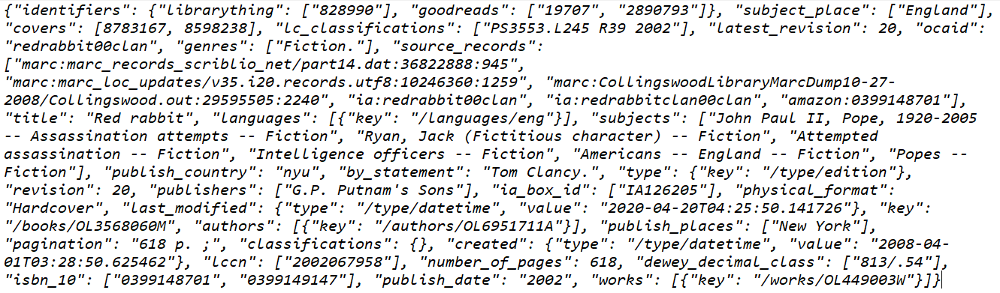 {"identifiers": {"librarything": ["828990"], "goodreads": ["19707", "2890793"]}, "subject_place": ["England"],
"covers": [8783167, 8598238], "lc_classifications": ["PS3553.L245 R39 2002"], "latest_revision": 20, "ocaid":
"redrabbit00clan", "genres": ["Fiction."], "source_records":
["marc:marc_records_scriblio_net/part14.dat:36822888:945",
"marc:marc_loc_updates/v35.i20.records.utf8:10246360:1259", "marc:CollingswoodLibraryMarcDump10-27-
2008/Collingswood.out:29595505:2240", "ia:redrabbit00clan", "ia:redrabbitclan00clan", "amazon:0399148701"],
"title": "Red rabbit", "languages": [{"key": "/languages/eng"}], "subjects": ["John Paul II, Pope, 1920-2005
-- Assassination attempts -- Fiction", "Ryan, Jack (Fictitious character) -- Fiction", "Attempted
assassination -- Fiction", "Intelligence officers -- Fiction", "Americans -- England -- Fiction", "Popes --
Fiction"], "publish_country": "nyu", "by_statement": "Tom Clancy.", "type": {"key": "/type/edition"},
"revision": 20, "publishers": ["G.P. Putnam's Sons"], "ia_box_id": ["IA126205"], "physical_format":
"Hardcover", "last_modified": {"type": "/type/datetime", "value": "2020-04-20T04:25:50.141726"}, "key":
"/books/OL3568060M", "authors": [{"key": "/authors/OL6951711A"}], "publish_places": ["New York"],
"pagination": "618 p. ;", "classifications": {}, "created": {"type": "/type/datetime", "value": "2008-04-
01T03:28:50.625462"}, "lccn": ["2002067958"], "number_of_pages": 618, "dewey_decimal_class": ["813/.54"],
"isbn_10": ["0399148701", "0399149147"], "publish_date": "2002", "works": [{"key": "/works/OL449003W"}]}